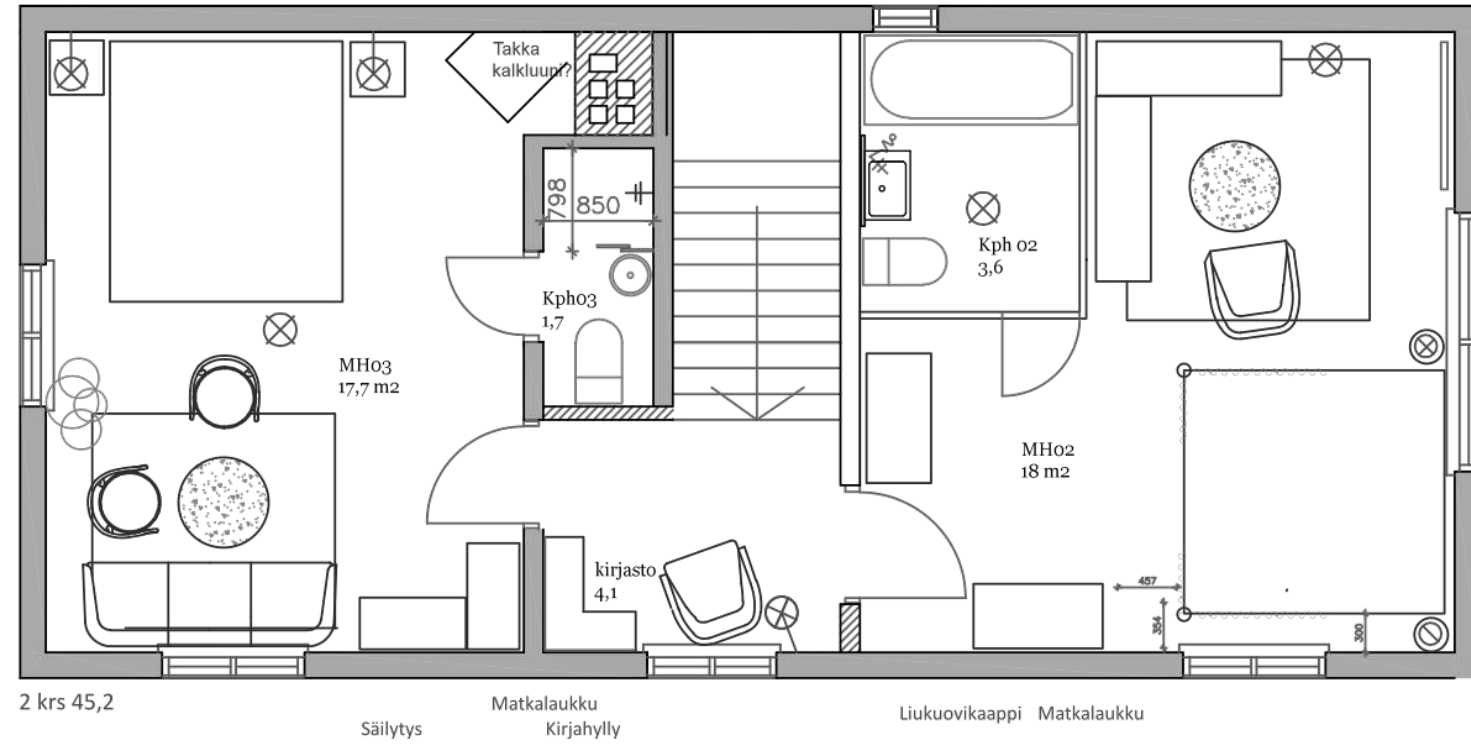 Takka
kalkluuni?
798
850
Kph 02
3,6
Kph03
1,7
MH03
17,7 m2
MH02
18 m2
kirjasto
4,1
457
354
300
2 krs 45,2
Matkalaukku
Säilytys
Kirjahylly
Liukuovikaappi Matkalaukku